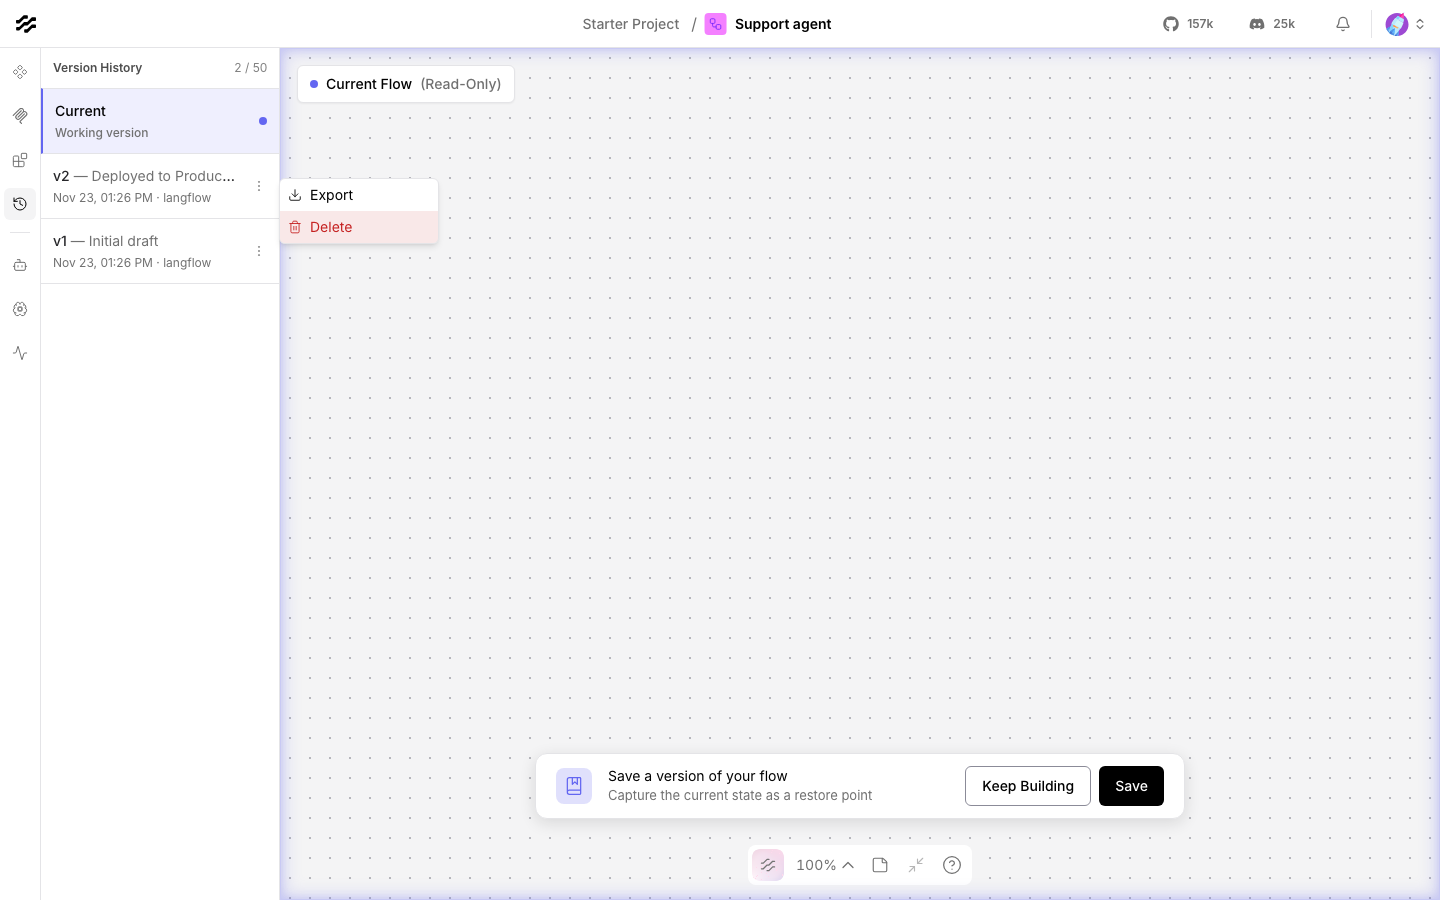 Starter Project / Support agent
157k
25k
Version History
2 / 50
Current
Working version
v2 — Deployed to Produc...
Nov 23, 01:26 PM · langflow
v1 — Initial draft
Nov 23, 01:26 PM · langflow
Current Flow (Read-Only)
Export
Delete
Save a version of your flow
Capture the current state as a restore point
Keep Building
Save
100%